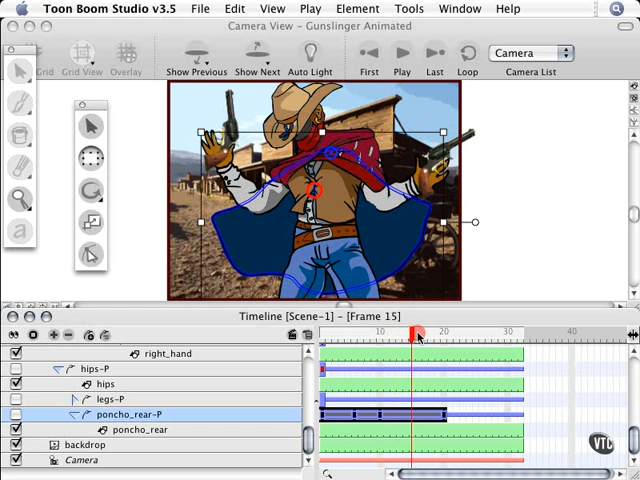 Toon Boom Studio v3.5 File Edit View Play Element Tools Window Help
Camera View - Gunslinger Animated
Grid Grid View Overlay Show Previous Show Next Auto Light First Play Last Loop Camera
Camera List
a
Timeline [Scene-1] - [Frame 15]
10 20 30 40
right_hand
hips-P
hips
legs-P
poncho_rear-P
poncho_rear
backdrop
Camera
VTC